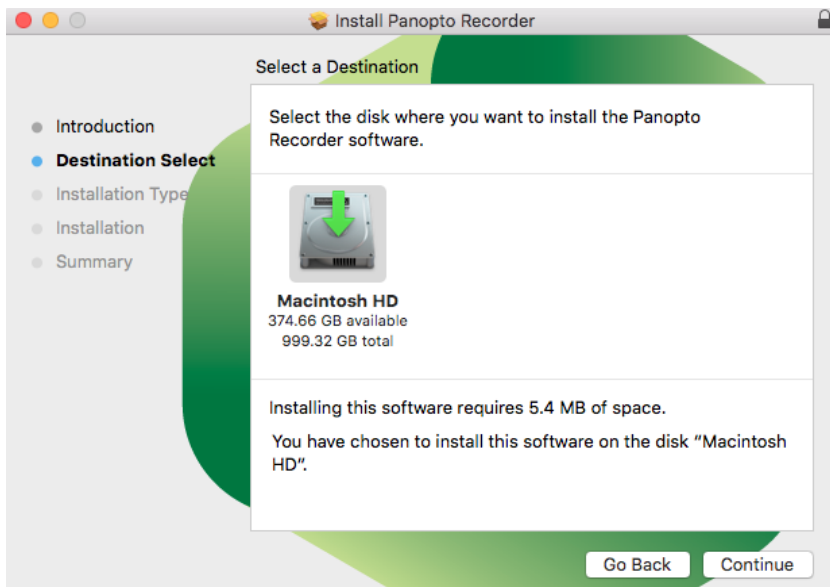 Install Panopto Recorder
Select a Destination
Introduction
Destination Select
Installation Type
Installation
Summary
Select the disk where you want to install the Panopto
Recorder software.
Macintosh HD
374.66 GB available
999.32 GB total
Installing this software requires 5.4 MB of space.
You have chosen to install this software on the disk “Macintosh
HD”.
Go Back
Continue